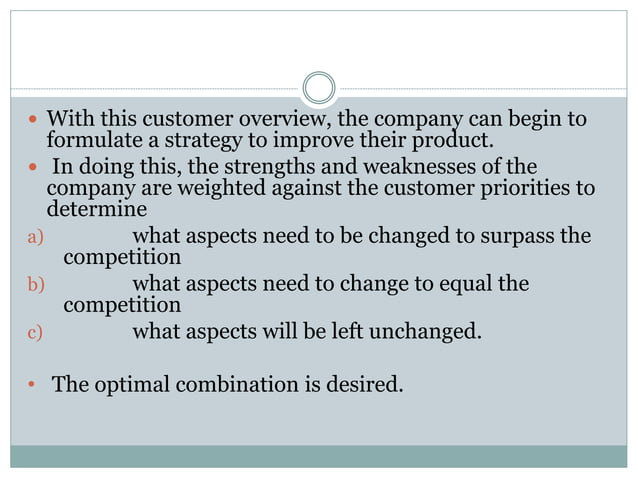 • With this customer overview, the company can begin to
formulate a strategy to improve their product.
• In doing this, the strengths and weaknesses of the
company are weighted against the customer priorities to
determine
a) what aspects need to be changed to surpass the
competition
b) what aspects need to change to equal the
competition
c) what aspects will be left unchanged.
• The optimal combination is desired.